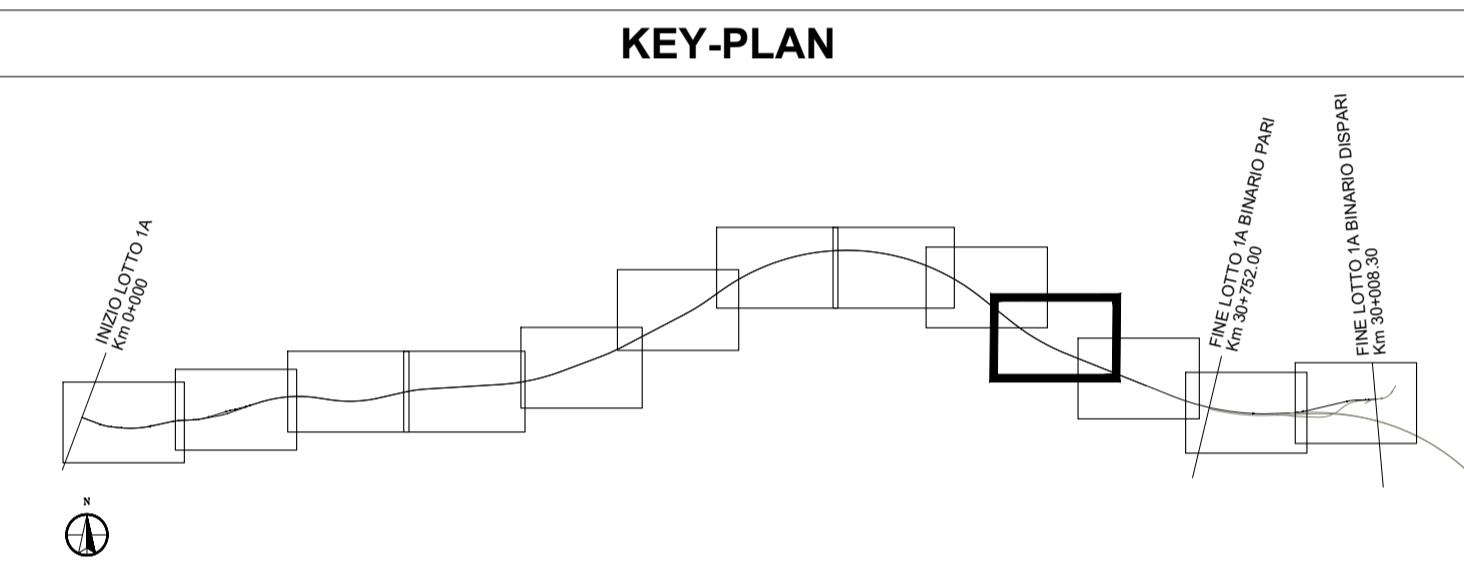 KEY-PLAN
INIZIO LOTTO 1A
Km 0+000
FINE LOTTO 1A BINARIO PARI
Km 30+752.00
FINE LOTTO 1A BINARIO DISPARI
Km 30+008.30
N